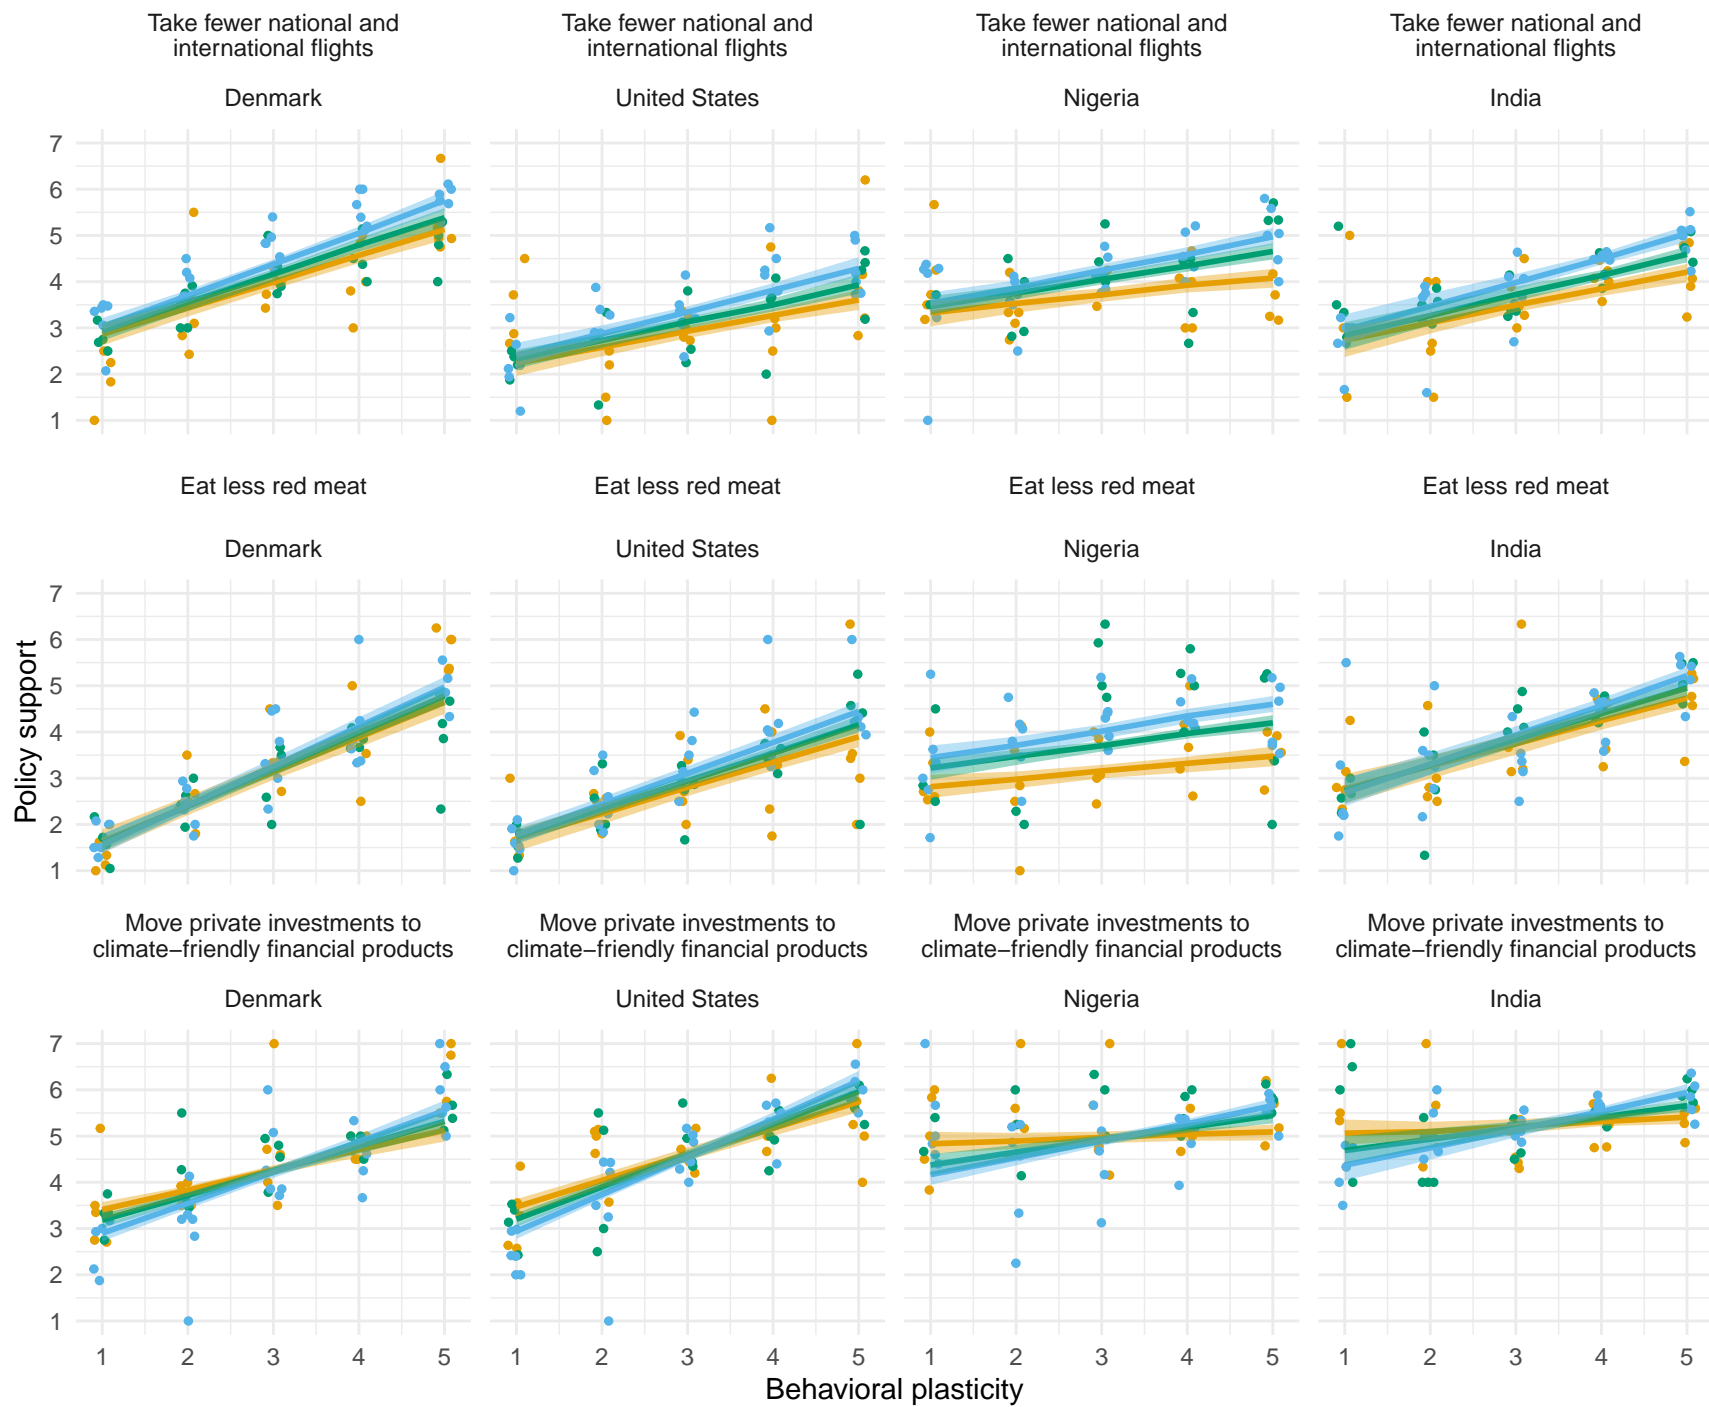 Take fewer national and
international flights
Take fewer national and
international flights
Take fewer national and
international flights
Take fewer national and
international flights
Denmark
United States
Nigeria
India
7
6
5
4
3
2
1
Eat less red meat
Eat less red meat
Eat less red meat
Eat less red meat
Denmark
United States
Nigeria
India
7
6
5
4
3
2
1
Policy support
Move private investments to
climate−friendly financial products
Move private investments to
climate−friendly financial products
Move private investments to
climate−friendly financial products
Move private investments to
climate−friendly financial products
Denmark
United States
Nigeria
India
7
6
5
4
3
2
1
1 2 3 4 5
1 2 3 4 5
1 2 3 4 5
1 2 3 4 5
Behavioral plasticity